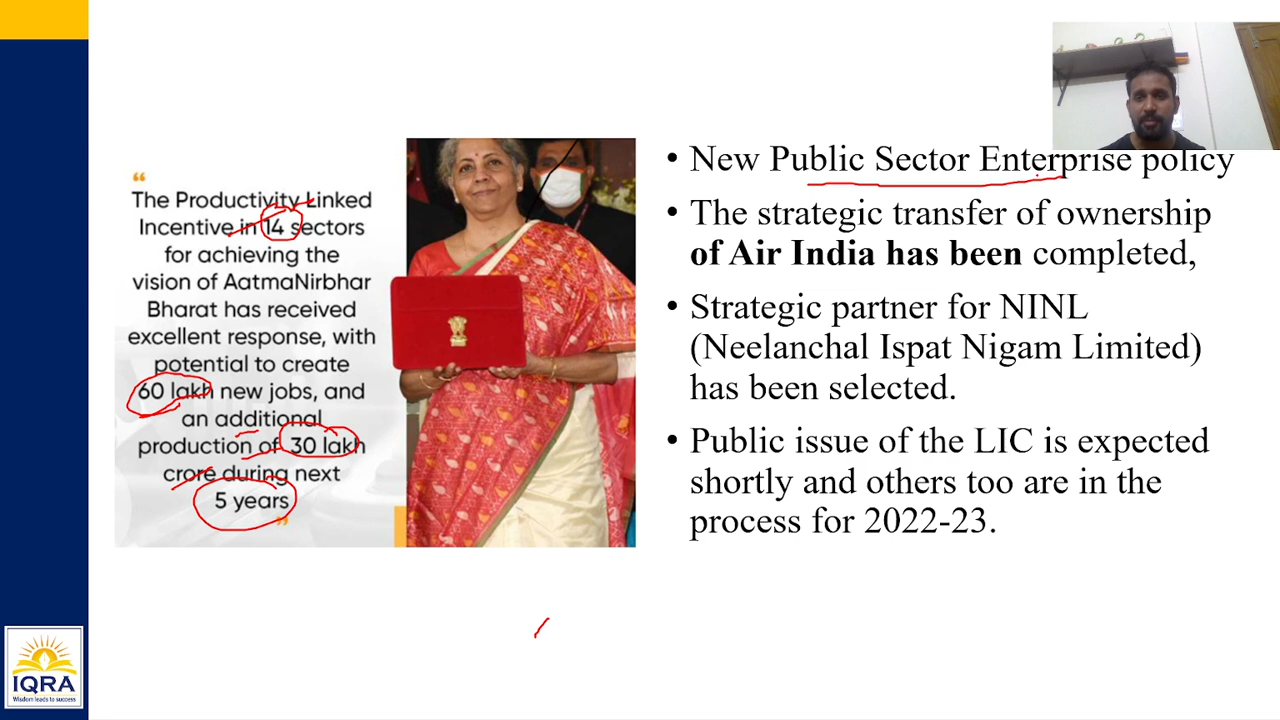 “
The Productivity Linked
Incentive in 14 sectors
for achieving the
vision of AatmaNirbhar
Bharat has received
excellent response, with
potential to create
60 lakh new jobs, and
an additional
production of 30 lakh
crore during next
5 years
”
• New Public Sector Enterprise policy
• The strategic transfer of ownership
of Air India has been completed,
• Strategic partner for NINL
(Neelanchal Ispat Nigam Limited)
has been selected.
• Public issue of the LIC is expected
shortly and others too are in the
process for 2022-23.
IQRA
Wisdom leads to success